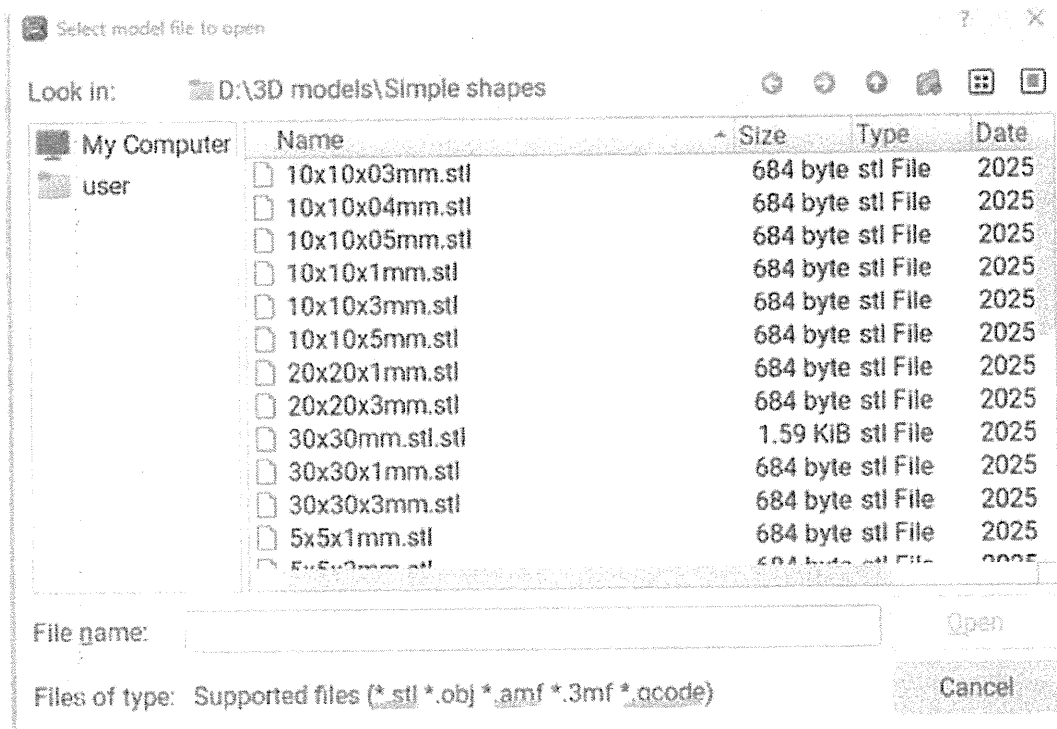 Select model file to open ?
Look in: D:\3D models\Simple shapes
My Computer
user
Name Size Type Date
10x10x03mm.stl 684 byte stl File 2025
10x10x04mm.stl 684 byte stl File 2025
10x10x05mm.stl 684 byte stl File 2025
10x10x1mm.stl 684 byte stl File 2025
10x10x3mm.stl 684 byte stl File 2025
10x10x5mm.stl 684 byte stl File 2025
20x20x1mm.stl 684 byte stl File 2025
20x20x3mm.stl 684 byte stl File 2025
30x30mm.stl.stl 1.59 KiB stl File 2025
30x30x1mm.stl 684 byte stl File 2025
30x30x3mm.stl 684 byte stl File 2025
5x5x1mm.stl 684 byte stl File 2025
684 byte stl File 2025
File name: Open
Files of type: Supported files (*.stl *.obj *.amf *.3mf *.gcode) Cancel